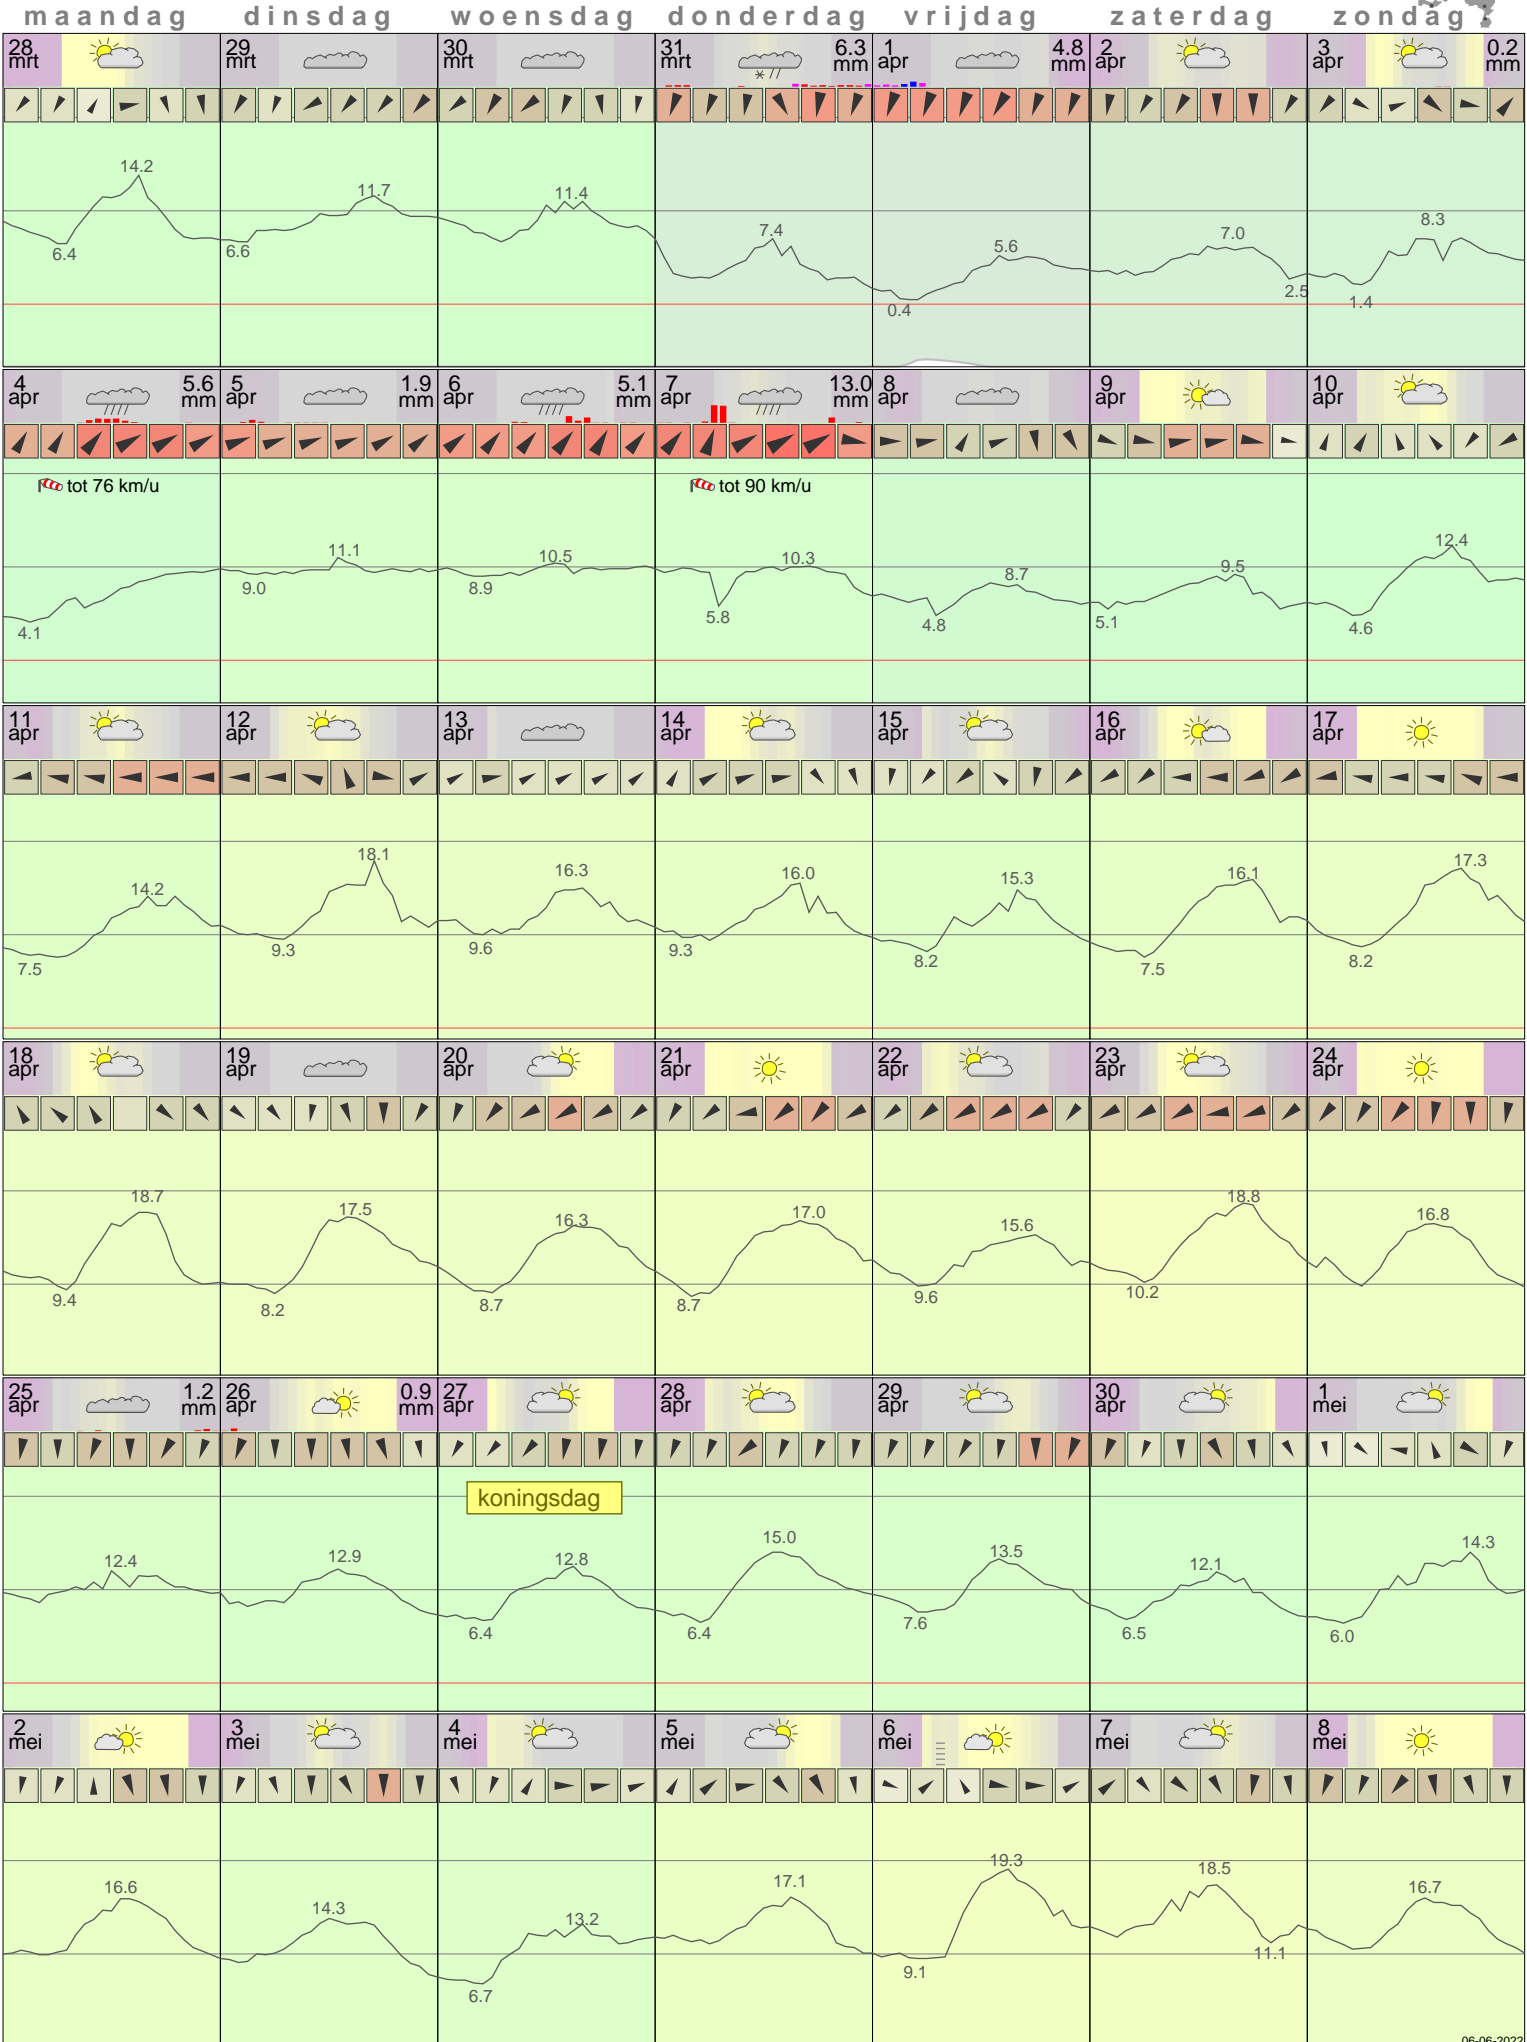 maandag dinsdag woensdag donderdag vrijdag zaterdag zondag
28 29 30 31 6.3 1 4.8 2 3 0.2
mrt mrt mrt mrt mm apr mm apr apr mm
14.2 11.7 11.4 7.4 5.6 7.0 8.3
6.4 6.6 0.4 2.5 1.4
4 5.6 5 1.9 6 5.1 7 13.0 8 9 10
apr mm apr mm apr mm apr mm apr apr apr
tot 76 km/u tot 90 km/u
11.1 10.5 10.3 8.7 9.5 12.4
4.1 9.0 8.9 5.8 4.8 5.1 4.6
11 12 13 14 15 16 17
apr apr apr apr apr apr apr
14.2 18.1 16.3 16.0 15.3 16.1 17.3
7.5 9.3 9.6 9.3 8.2 7.5 8.2
18 19 20 21 22 23 24
apr apr apr apr apr apr apr
18.7 17.5 16.3 17.0 15.6 18.8 16.8
9.4 8.2 8.7 8.7 9.6 10.2
25 1.2 26 0.9 27 28 29 30 1
apr mm apr mm apr apr apr apr mei
koningsdag
12.4 12.9 12.8 15.0 13.5 12.1 14.3
6.4 6.4 7.6 6.5 6.0
2 3 4 5 6 7 8
mei mei mei mei mei mei mei
16.6 14.3 13.2 17.1 19.3 18.5 16.7
6.7 9.1 11.1
06-06-2022